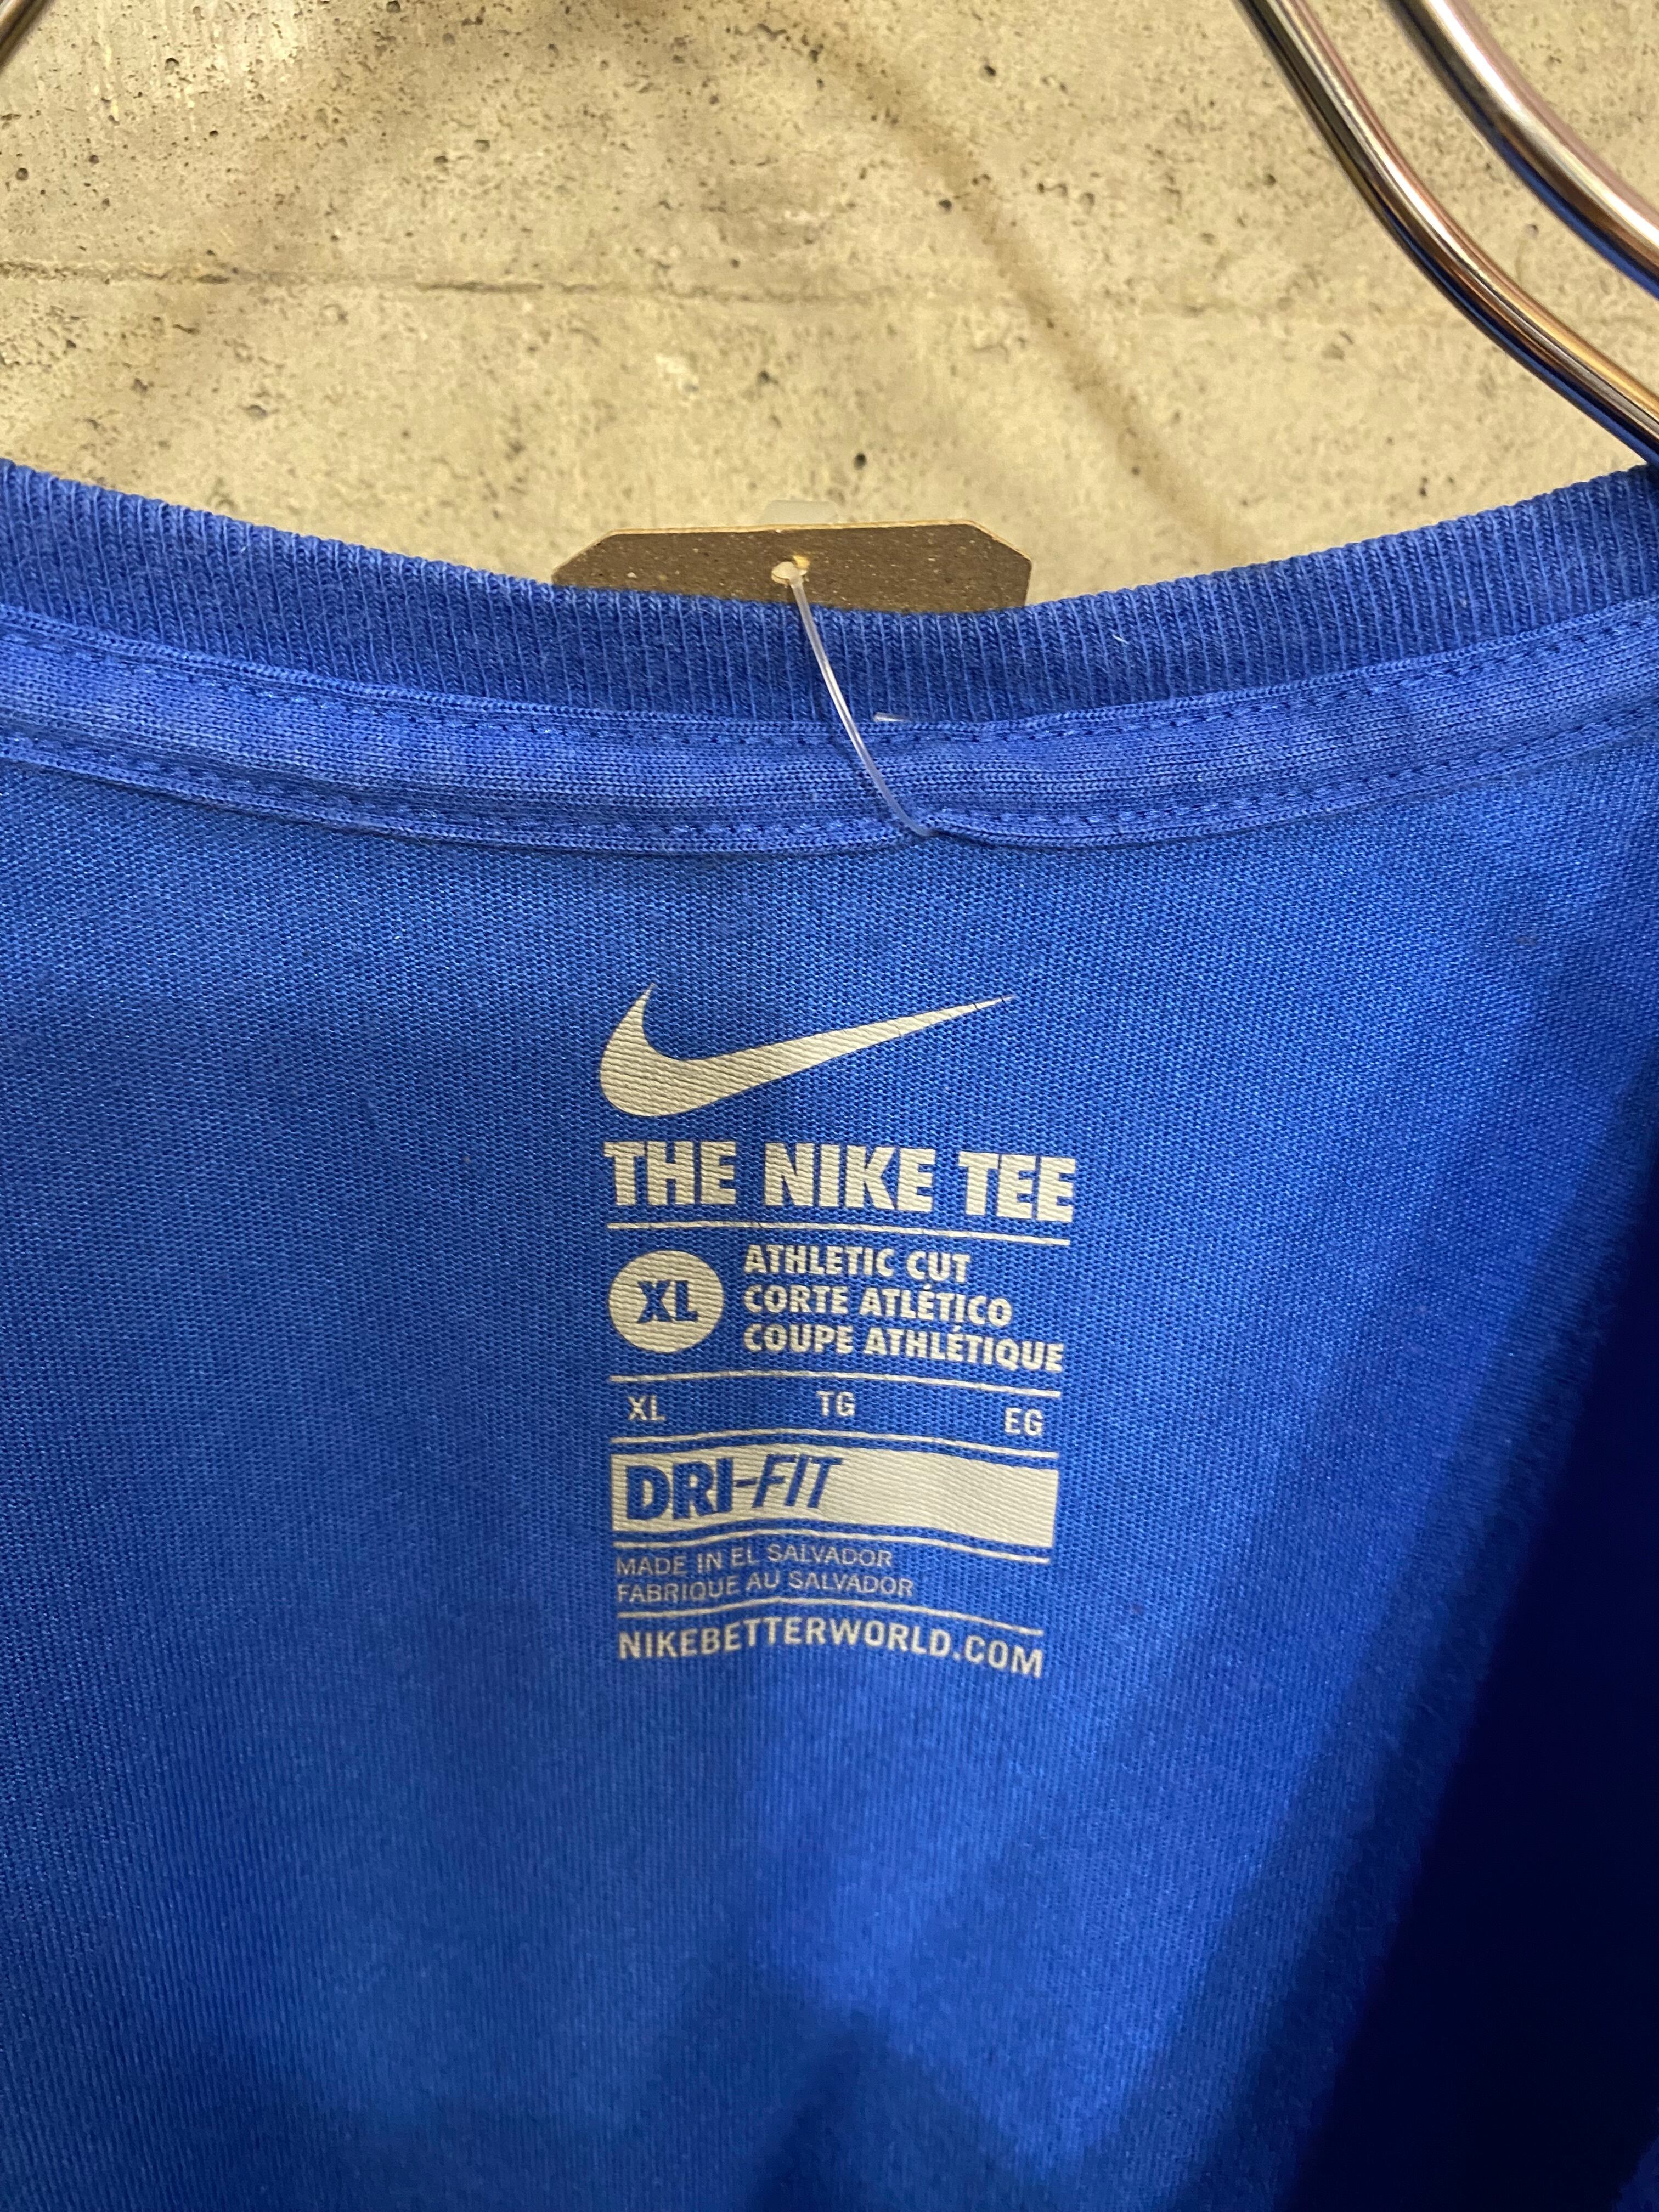 THE NIKE TEE
XL
ATHLETIC CUT
CORTE ATLÉTICO
COUPE ATHLÉTIQUE
XL TG EG
DRI-FIT
MADE IN EL SALVADOR
FABRIQUE AU SALVADOR
NIKEBETTERWORLD.COM